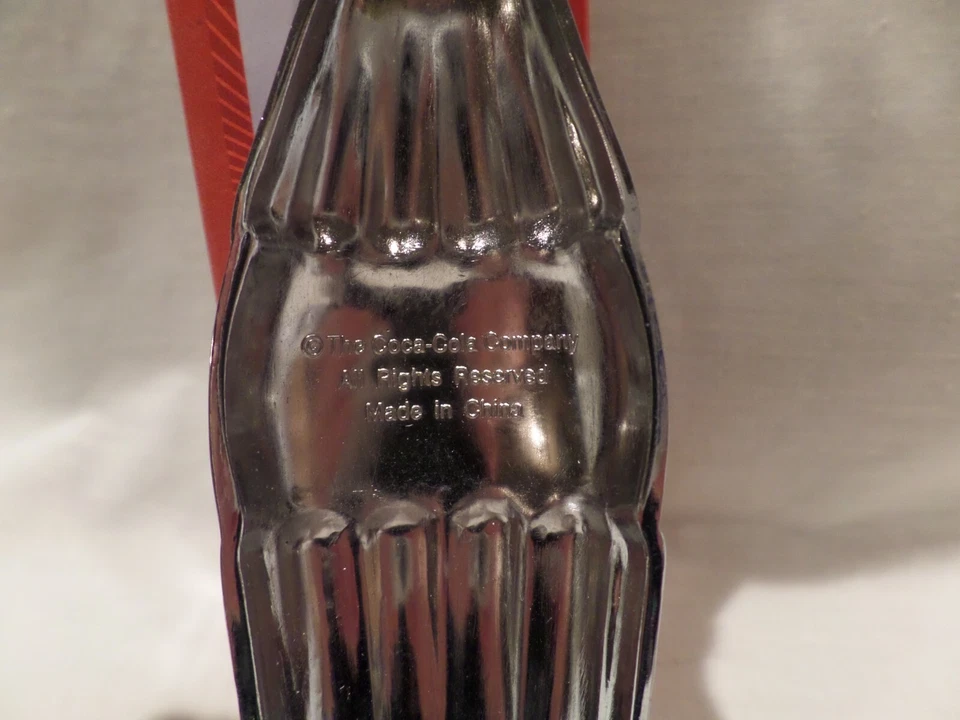 ©The Coca-Cola Company
All Rights Reserved
Made in China